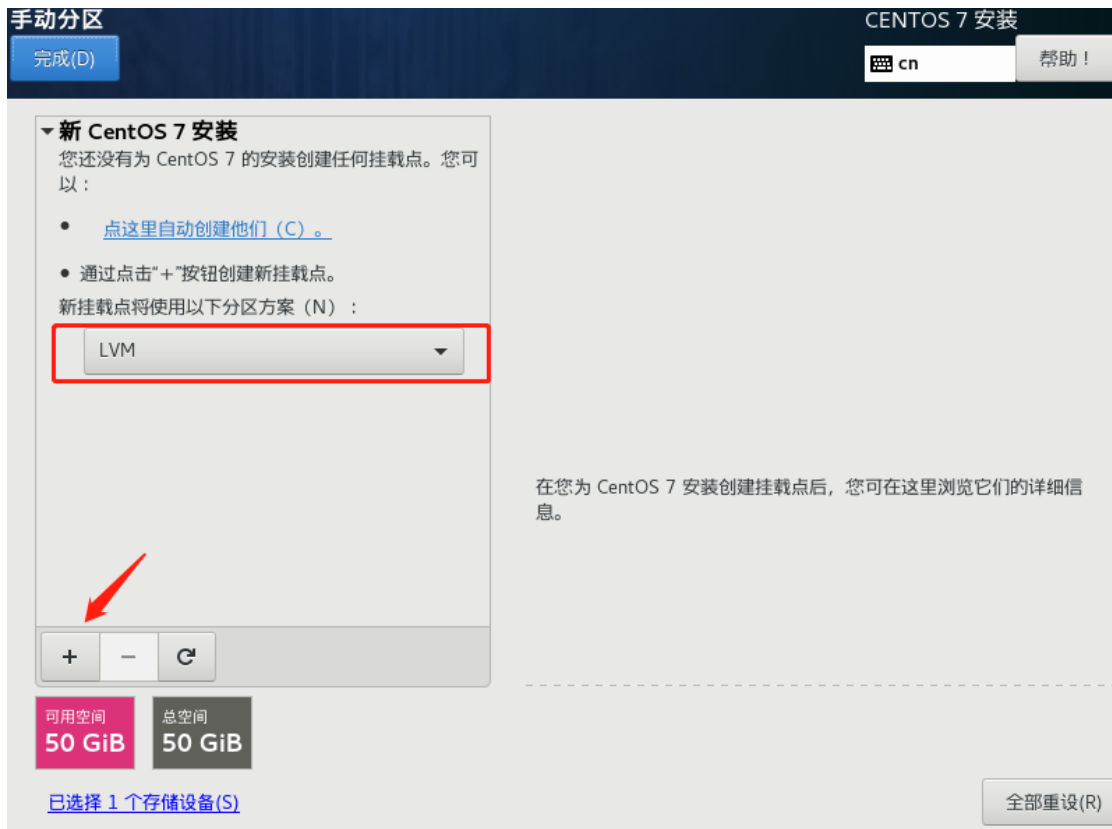 手动分区
CENTOS 7 安装
完成(D)
cn
帮助！
新 CentOS 7 安装
您还没有为 CentOS 7 的安装创建任何挂载点。您可
以：
• 点这里自动创建他们（C）。
• 通过点击“+”按钮创建新挂载点。
新挂载点将使用以下分区方案（N）：
LVM
在您为 CentOS 7 安装创建挂载点后，您可在这里浏览它们的详细信
息。
+ −
可用空间
50 GiB
总空间
50 GiB
已选择 1 个存储设备(S)
全部重设(R)